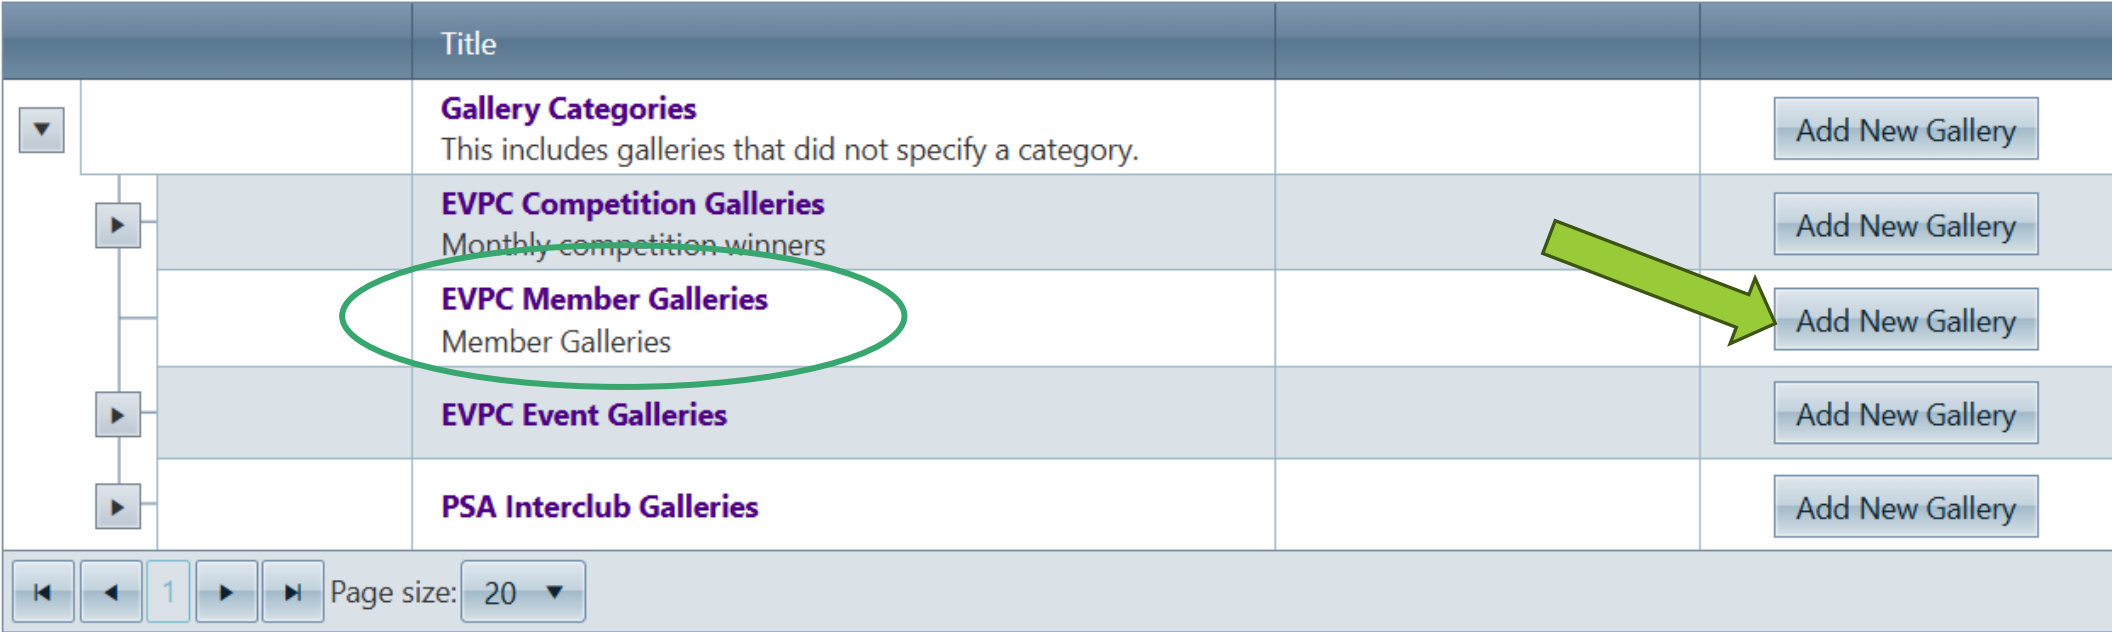 Title
Gallery Categories
This includes galleries that did not specify a category.
Add New Gallery
EVPC Competition Galleries
Monthly competition winners
Add New Gallery
EVPC Member Galleries
Member Galleries
Add New Gallery
EVPC Event Galleries
Add New Gallery
PSA Interclub Galleries
Add New Gallery
1 Page size: 20